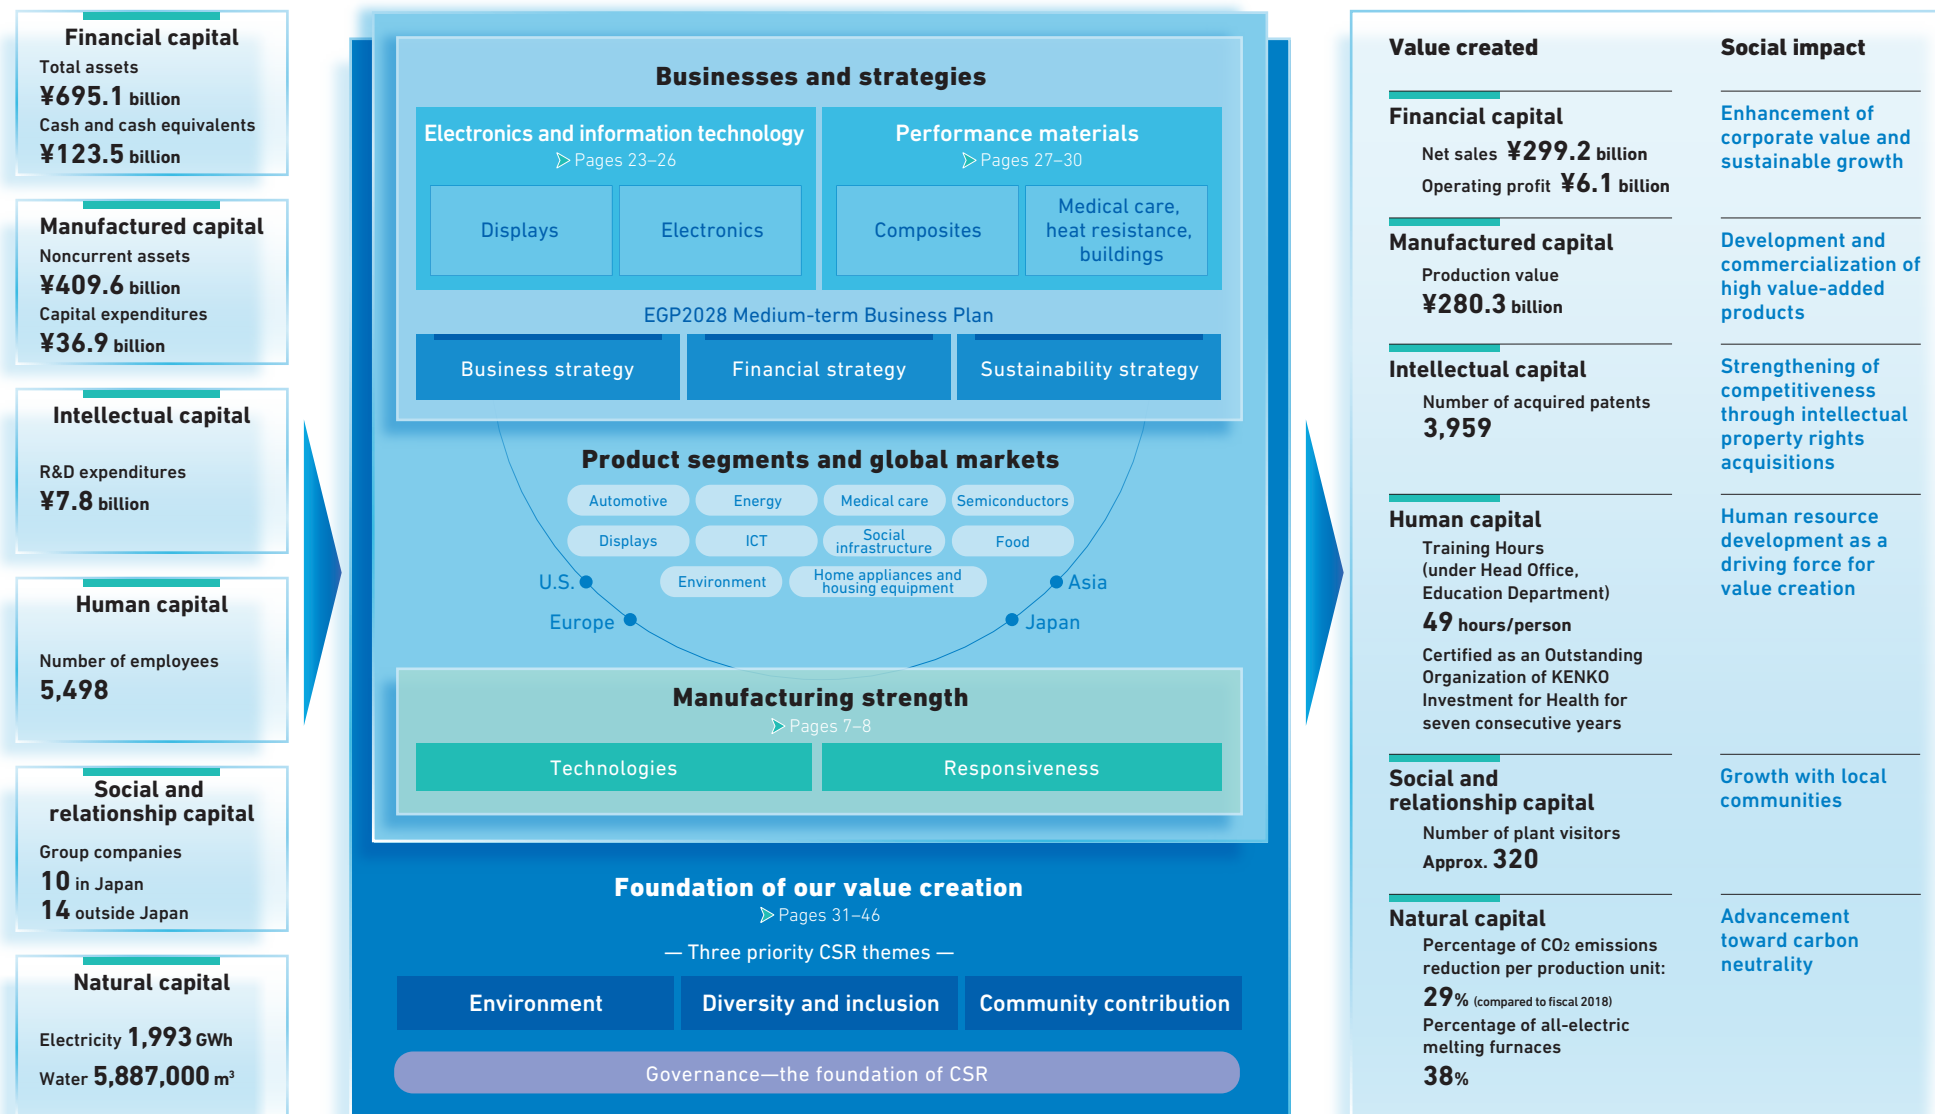 Financial capital
Total assets
¥695.1 billion
Cash and cash equivalents
¥123.5 billion
Manufactured capital
Noncurrent assets
¥409.6 billion
Capital expenditures
¥36.9 billion
Intellectual capital
R&D expenditures
¥7.8 billion
Human capital
Number of employees
5,498
Social and
relationship capital
Group companies
10 in Japan
14 outside Japan
Natural capital
Electricity 1,993 GWh
Water 5,887,000 m³
Businesses and strategies
Electronics and information technology
Pages 23–26
Displays
Electronics
Performance materials
Pages 27–30
Composites
Medical care,
heat resistance,
buildings
EGP2028 Medium-term Business Plan
Business strategy
Financial strategy
Sustainability strategy
Product segments and global markets
Automotive
Energy
Medical care
Semiconductors
Displays
ICT
Social
infrastructure
Food
Environment
Home appliances and
housing equipment
U.S.
Asia
Europe
Japan
Manufacturing strength
Pages 7–8
Technologies
Responsiveness
Foundation of our value creation
Pages 31–46
— Three priority CSR themes —
Environment
Diversity and inclusion
Community contribution
Governance—the foundation of CSR
Value created
Social impact
Financial capital
Net sales ¥299.2 billion
Operating profit ¥6.1 billion
Enhancement of
corporate value and
sustainable growth
Manufactured capital
Production value
¥280.3 billion
Development and
commercialization of
high value-added
products
Intellectual capital
Number of acquired patents
3,959
Strengthening of
competitiveness
through intellectual
property rights
acquisitions
Human capital
Training Hours
(under Head Office,
Education Department)
49 hours/person
Certified as an Outstanding
Organization of KENKO
Investment for Health for
seven consecutive years
Human resource
development as a
driving force for
value creation
Social and
relationship capital
Number of plant visitors
Approx. 320
Growth with local
communities
Natural capital
Percentage of CO₂ emissions
reduction per production unit:
29% (compared to fiscal 2018)
Percentage of all-electric
melting furnaces
38%
Advancement
toward carbon
neutrality